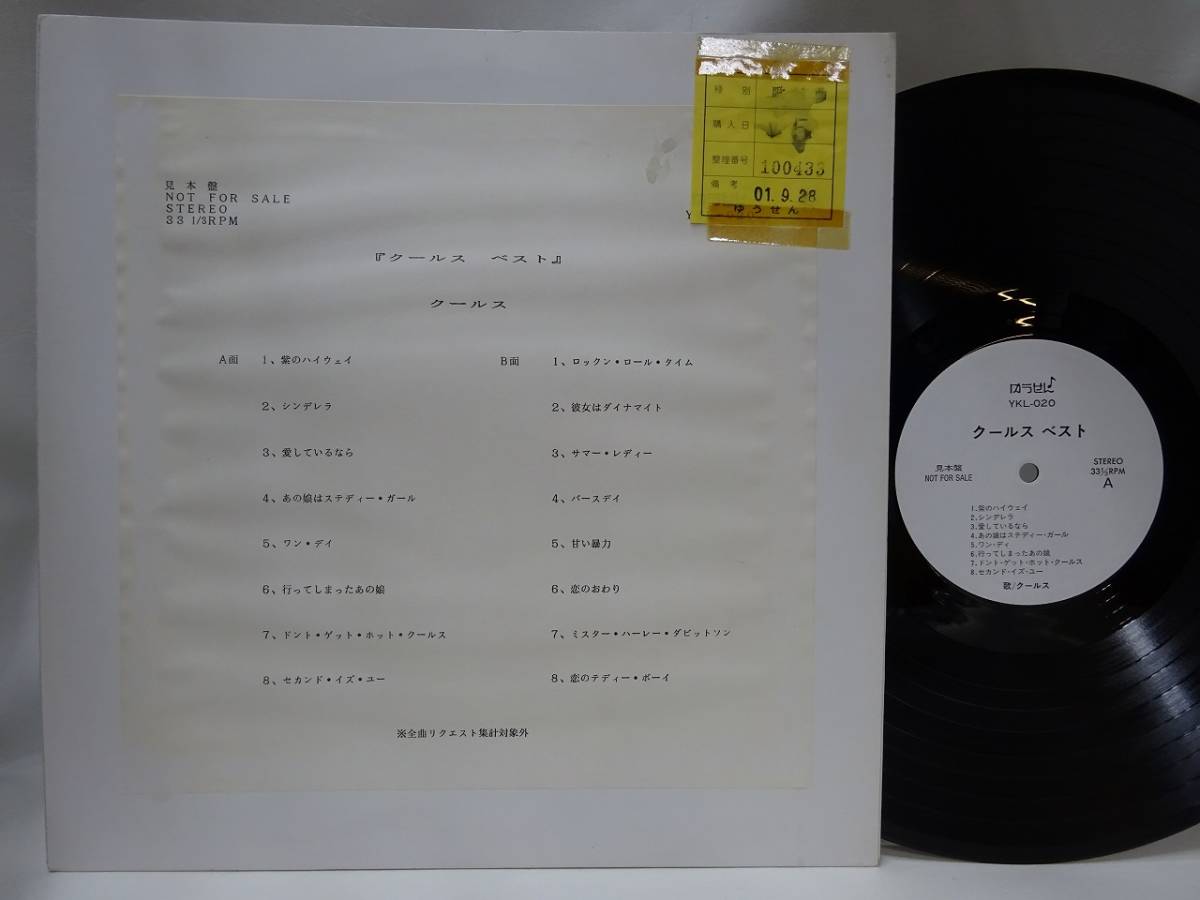 見本盤
NOT FOR SALE
STEREO
33 1/3RPM
Y
別
購入日
5
整理番号 100433
備考 01.9.28
ゆうせん
『クールス ベスト』
クールス
A面 1、紫のハイウェイ
2、シンデレラ
3、愛しているなら
4、あの娘はステディー・ガール
5、ワン・デイ
6、行ってしまったあの娘
7、ドント・ゲット・ホット・クールス
8、セカンド・イズ・ユー
B面 1、ロックン・ロール・タイム
2、彼女はダイナマイト
3、サマー・レディー
4、バースデイ
5、甘い暴力
6、恋のおわり
7、ミスター・ハーレー・ダビットソン
8、恋のテディー・ボーイ
※全曲リクエスト集計対象外
ゆうせん
YKL-020
クールス ベスト
見本盤
NOT FOR SALE
STEREO
33⅓RPM
A
1.紫のハイウェイ
2.シンデレラ
3.愛しているなら
4.あの娘はステディー・ガール
5.ワン・ディ
6.行ってしまったあの娘
7.ドント・ゲット・ホット・クールス
8.セカンド・イズ・ユー
歌/クールス